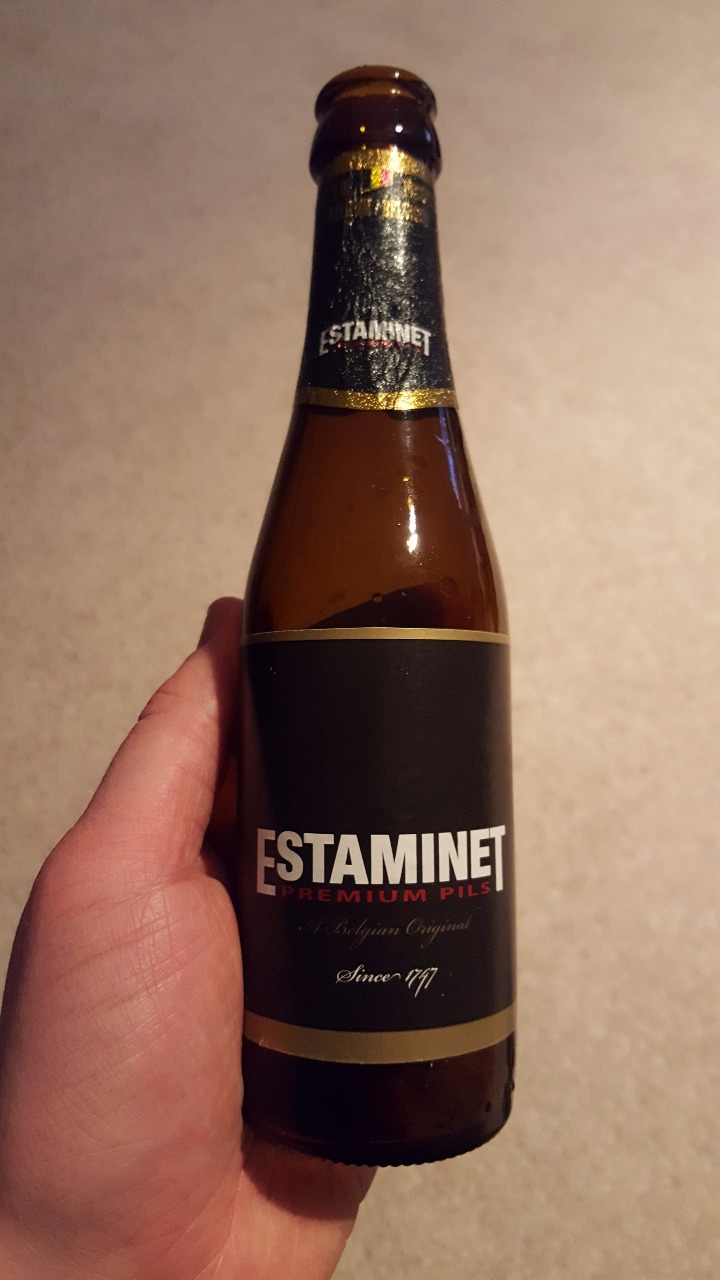 ESTAMINET
ESTAMINET
PREMIUM PILS
A Belgian Original
Since 1747